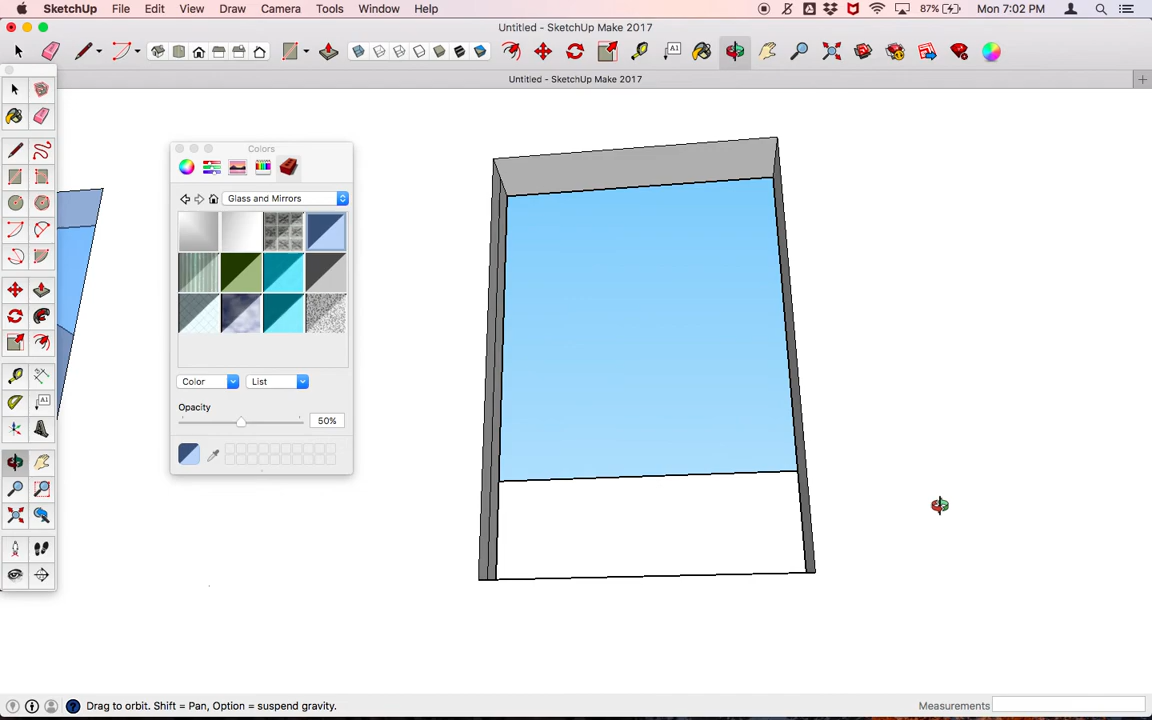 SketchUp File Edit View Draw Camera Tools Window Help 87% Mon 7:02 PM
Untitled - SketchUp Make 2017
A1
Untitled - SketchUp Make 2017
Colors
Glass and Mirrors
Color List
Opacity
50%
A1
Drag to orbit. Shift = Pan, Option = suspend gravity. Measurements